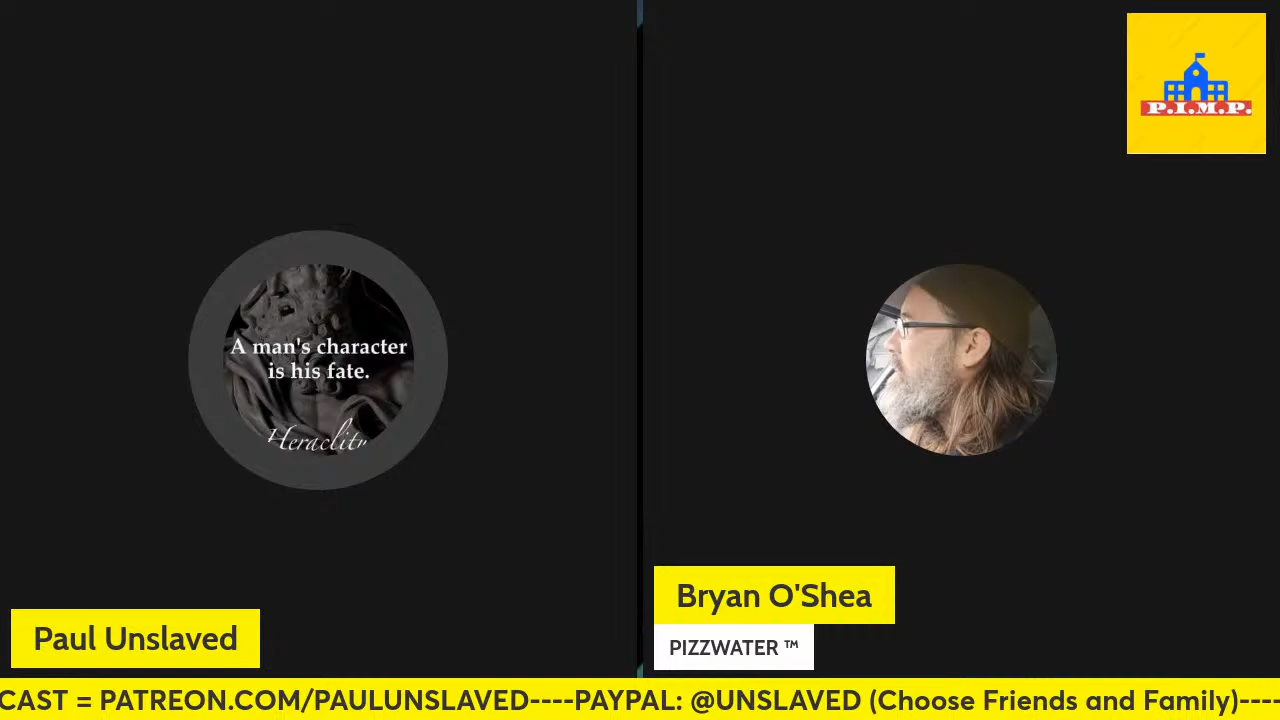 P.I.M.P.
A man's character
is his fate.
Bryan O'Shea
Paul Unslaved
PIZZWATER ™
CAST = PATREON.COM/PAULUNSLAVED----PAYPAL: @UNSLAVED (Choose Friends and Family)----